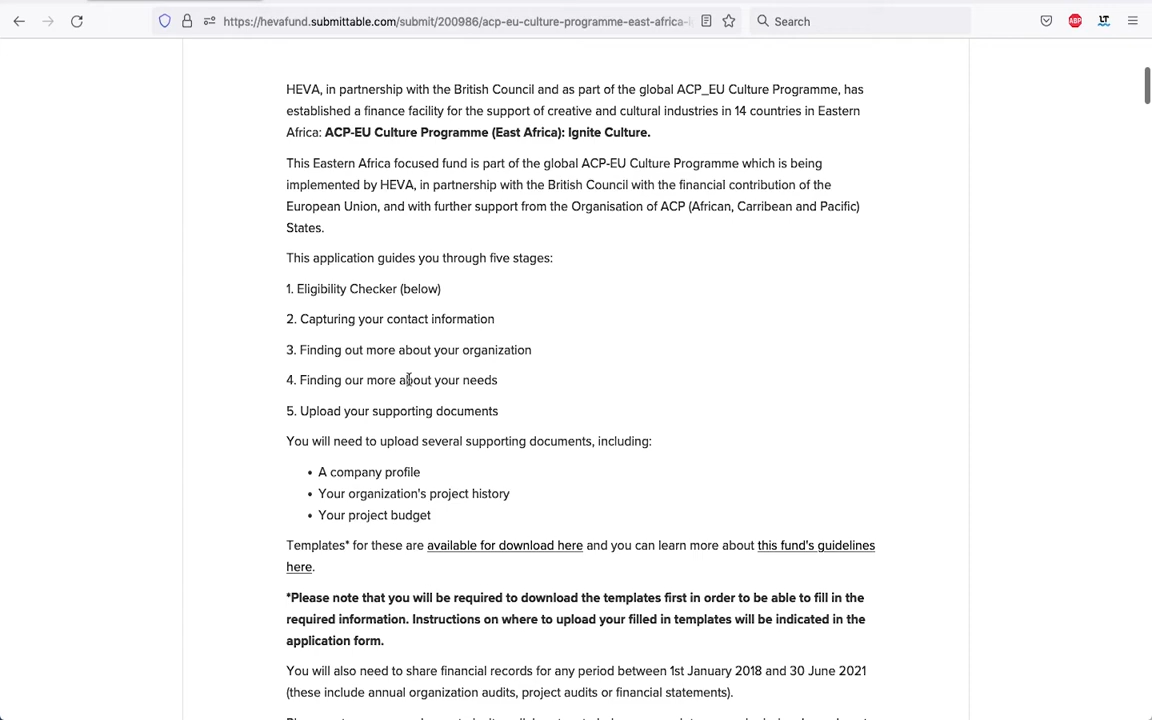 https://hevafund.submittable.com/submit/200986/acp-eu-culture-programme-east-africa-
Search
ABP
LT
HEVA, in partnership with the British Council and as part of the global ACP_EU Culture Programme, has
established a finance facility for the support of creative and cultural industries in 14 countries in Eastern
Africa: ACP-EU Culture Programme (East Africa): Ignite Culture.
This Eastern Africa focused fund is part of the global ACP-EU Culture Programme which is being
implemented by HEVA, in partnership with the British Council with the financial contribution of the
European Union, and with further support from the Organisation of ACP (African, Carribean and Pacific)
States.
This application guides you through five stages:
1. Eligibility Checker (below)
2. Capturing your contact information
3. Finding out more about your organization
4. Finding our more about your needs
5. Upload your supporting documents
You will need to upload several supporting documents, including:
• A company profile
• Your organization's project history
• Your project budget
Templates* for these are available for download here and you can learn more about this fund's guidelines
here.
*Please note that you will be required to download the templates first in order to be able to fill in the
required information. Instructions on where to upload your filled in templates will be indicated in the
application form.
You will also need to share financial records for any period between 1st January 2018 and 30 June 2021
(these include annual organization audits, project audits or financial statements).